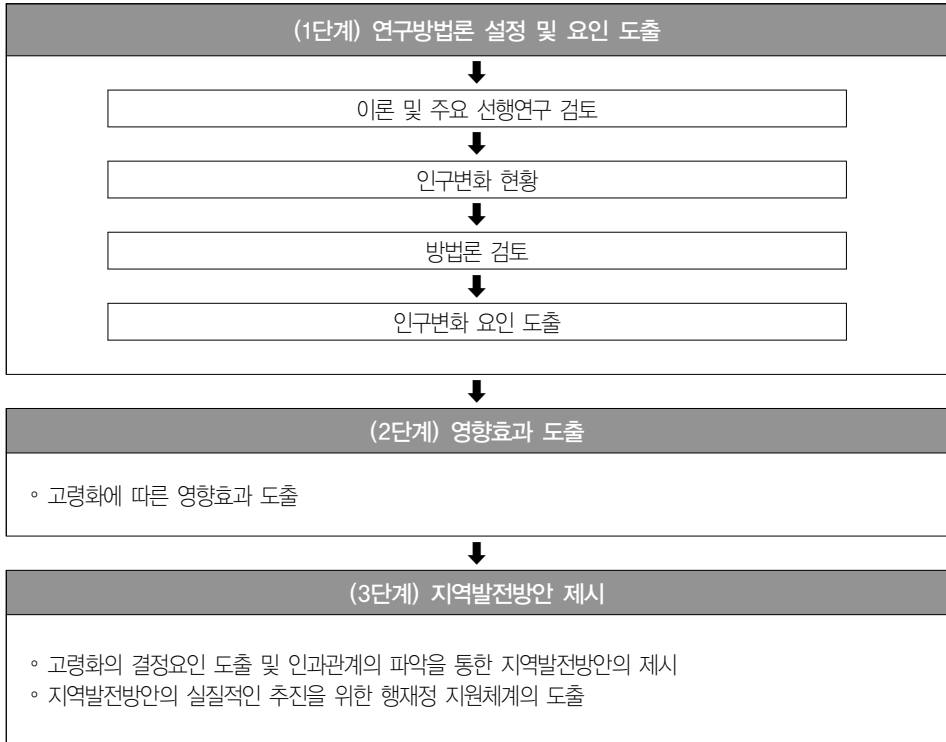 (1단계) 연구방법론 설정 및 요인 도출
이론 및 주요 선행연구 검토
인구변화 현황
방법론 검토
인구변화 요인 도출
(2단계) 영향효과 도출
◦ 고령화에 따른 영향효과 도출
(3단계) 지역발전방안 제시
◦ 고령화의 결정요인 도출 및 인과관계의 파악을 통한 지역발전방안의 제시
◦ 지역발전방안의 실질적인 추진을 위한 행재정 지원체계의 도출